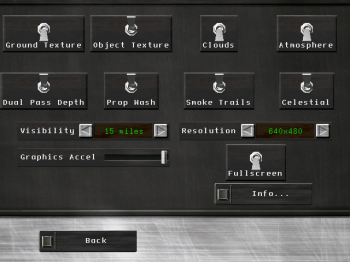 Ground Texture Object Texture Clouds Atmosphere
Dual Pass Depth Prop Wash Smoke Trails Celestial
Visibility 15 miles Resolution 640x480
Graphics Accel
Fullscreen
Info...
Back